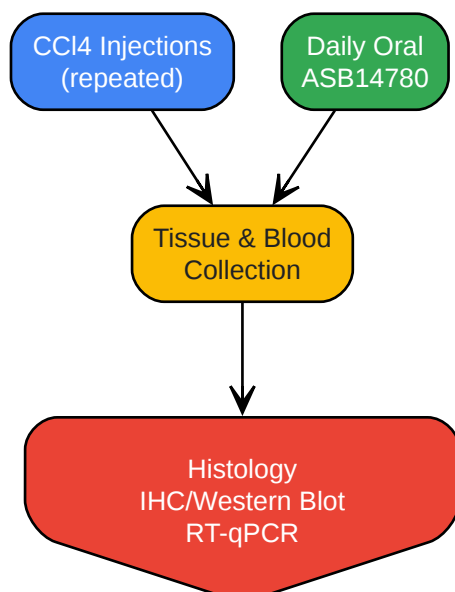 CCl4 Injections
(repeated)
Daily Oral
ASB14780
Tissue & Blood
Collection
Histology
IHC/Western Blot
RT-qPCR